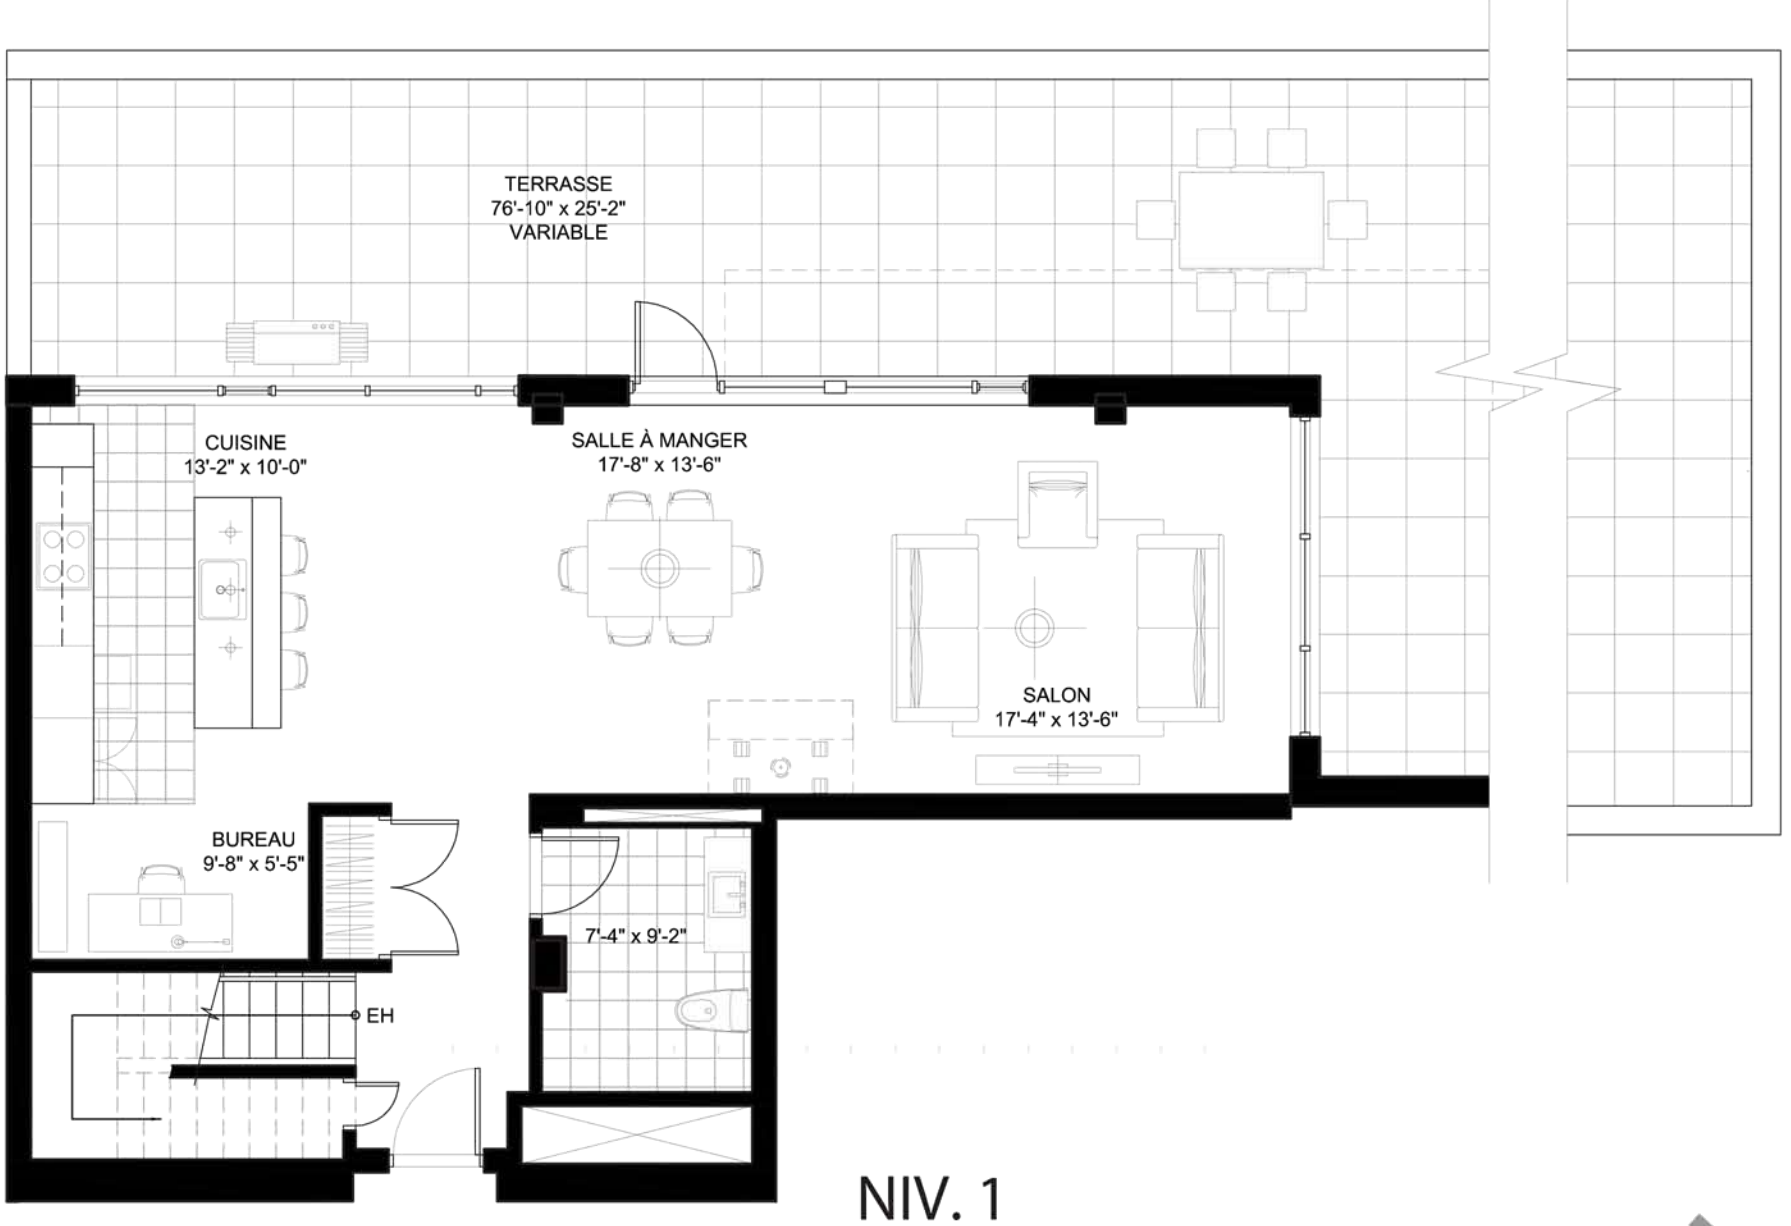 TERRASSE
76'-10" x 25'-2"
VARIABLE
CUISINE
13'-2" x 10'-0"
SALLE À MANGER
17'-8" x 13'-6"
SALON
17'-4" x 13'-6"
BUREAU
9'-8" x 5'-5"
7'-4" x 9'-2"
EH
NIV. 1